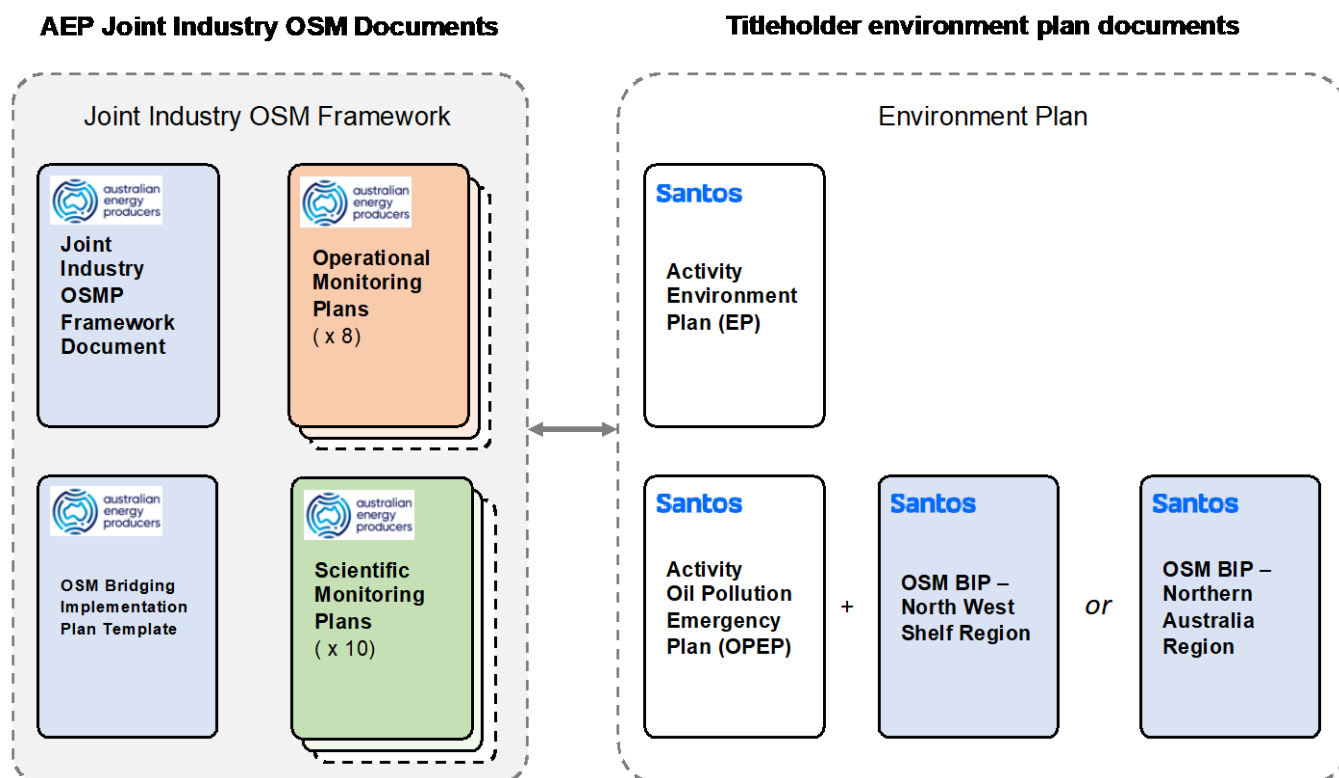 AEP Joint Industry OSM Documents
Titleholder environment plan documents
Joint Industry OSM Framework
australian
energy
producers
Joint
Industry
OSMP
Framework
Document
australian
energy
producers
Operational
Monitoring
Plans
( x 8)
australian
energy
producers
OSM Bridging
Implementation
Plan Template
australian
energy
producers
Scientific
Monitoring
Plans
( x 10)
Environment Plan
Santos
Activity
Environment
Plan (EP)
Santos
Activity
Oil Pollution
Emergency
Plan (OPEP)
+
Santos
OSM BIP –
North West
Shelf Region
or
Santos
OSM BIP –
Northern
Australia
Region